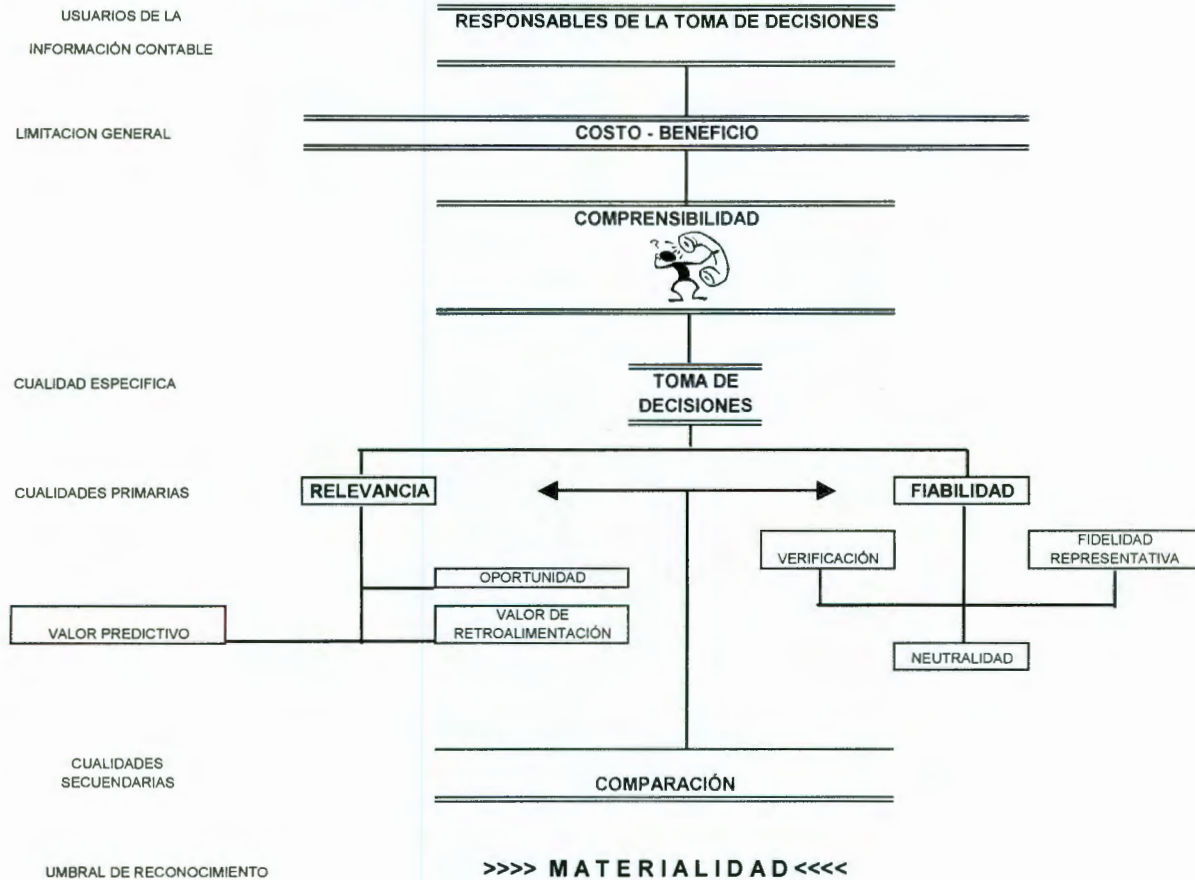 USUARIOS DE LA
INFORMACIÓN CONTABLE
RESPONSABLES DE LA TOMA DE DECISIONES
LIMITACION GENERAL
COSTO - BENEFICIO
COMPRENSIBILIDAD
?
CUALIDAD ESPECIFICA
TOMA DE
DECISIONES
CUALIDADES PRIMARIAS
RELEVANCIA
FIABILIDAD
VERIFICACIÓN
FIDELIDAD
REPRESENTATIVA
OPORTUNIDAD
VALOR PREDICTIVO
VALOR DE
RETROALIMENTACIÓN
NEUTRALIDAD
CUALIDADES
SECUENDARIAS
COMPARACIÓN
UMBRAL DE RECONOCIMIENTO
>>>> M A T E R I A L I D A D <<<<